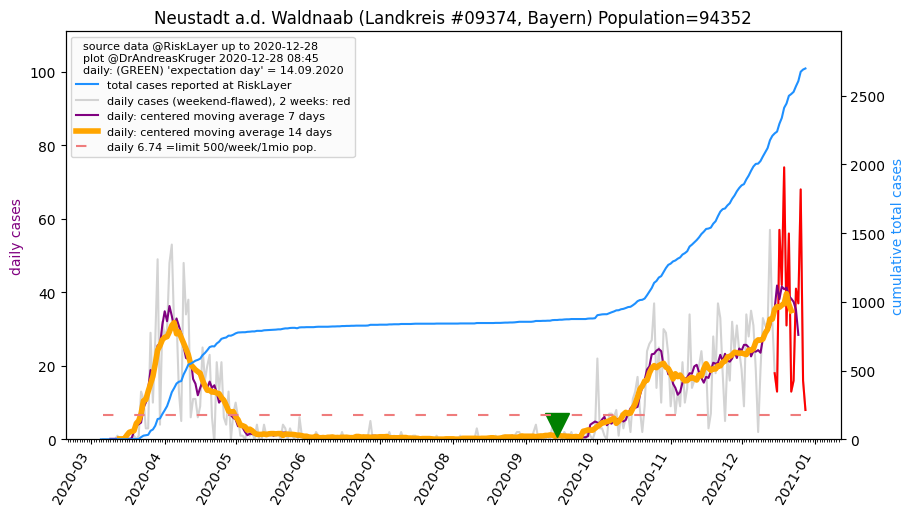 Neustadt a.d. Waldnaab (Landkreis #09374, Bayern) Population=94352
source data @RiskLayer up to 2020-12-28
plot @DrAndreasKruger 2020-12-28 08:45
daily: (GREEN) 'expectation day' = 14.09.2020
total cases reported at RiskLayer
daily cases (weekend-flawed), 2 weeks: red
daily: centered moving average 7 days
daily: centered moving average 14 days
daily 6.74 =limit 500/week/1mio pop.
daily cases
100
80
60
40
20
0
cumulative total cases
2500
2000
1500
1000
500
0
2020-03
2020-04
2020-05
2020-06
2020-07
2020-08
2020-09
2020-10
2020-11
2020-12
2021-01